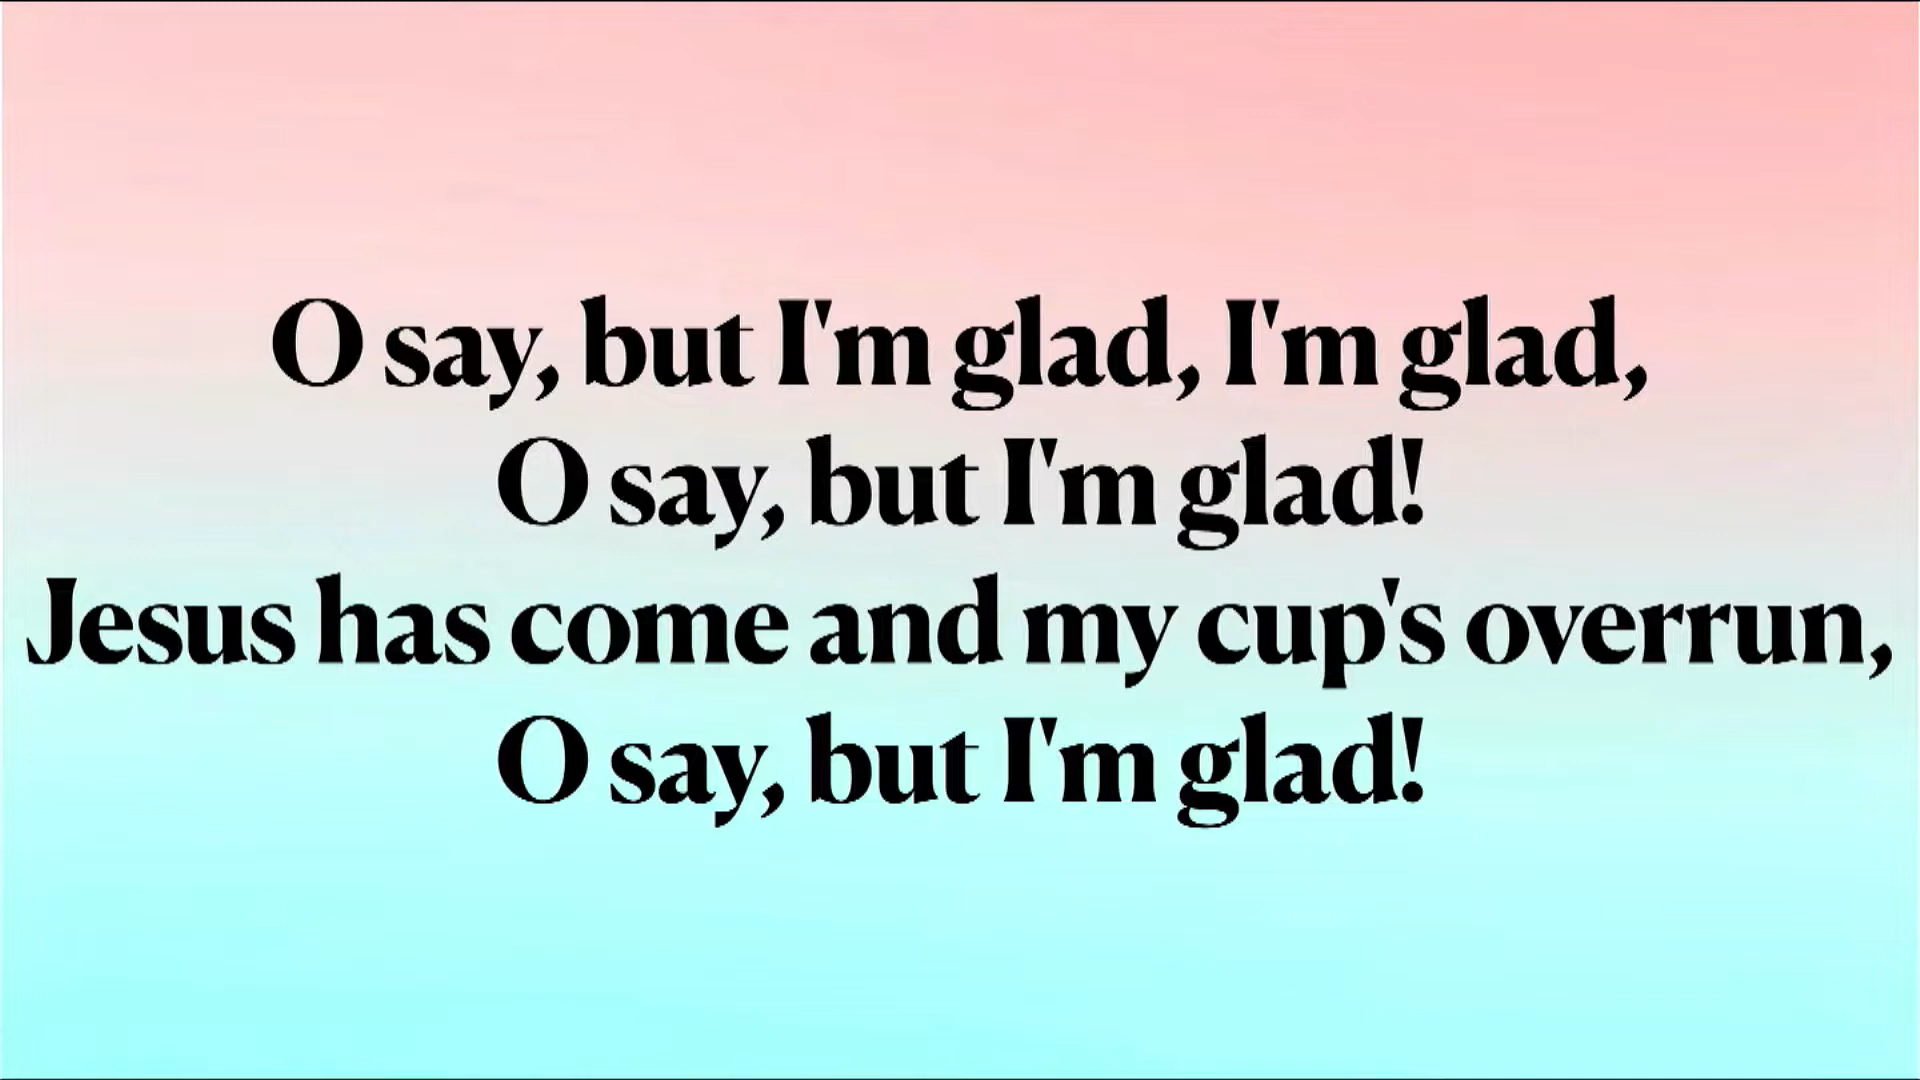 O say, but I'm glad, I'm glad,
O say, but I'm glad!
Jesus has come and my cup's overrun,
O say, but I'm glad!